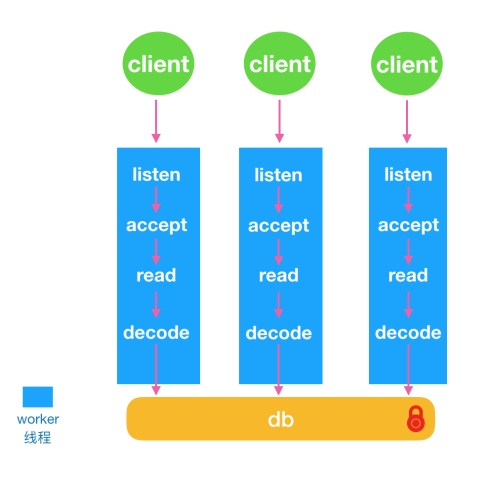 client client client
listen listen listen
accept accept accept
read read read
decode decode decode
worker
线程
db